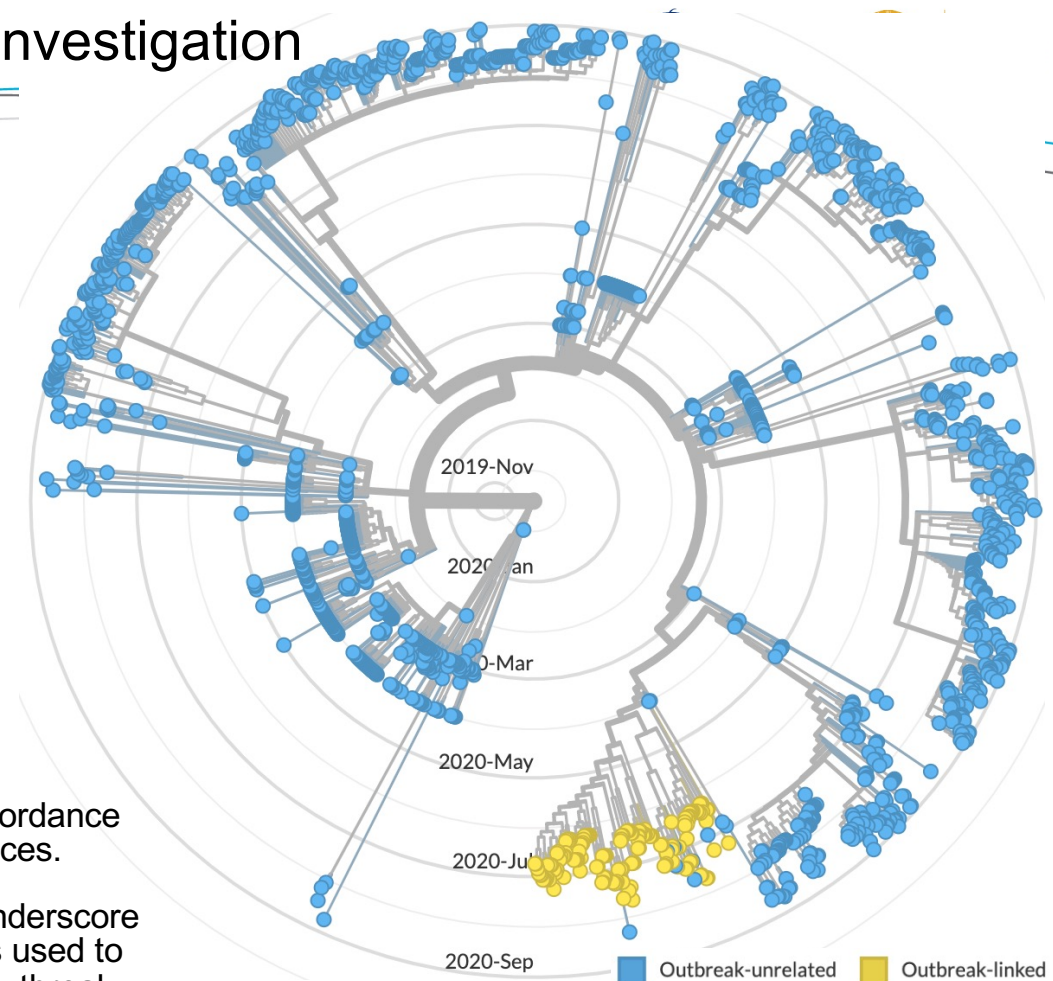 nvestigation
2019-Nov
2020-Jan
0-Mar
2020-May
2020-Jul
2020-Sep
ordance
ces.
nderscore
s used to
Outbreak-unrelated
Outbreak-linked